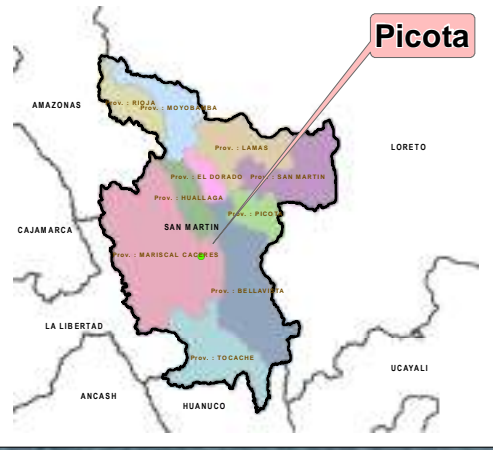 Picota
AMAZONAS
Prov. : RIOJA
Prov. : MOYOBAMBA
LORETO
Prov. : LAMAS
Prov. : EL DORADO
Prov. : SAN MARTIN
Prov. : HUALLAGA
Prov. : PICOTA
CAJAMARCA
SAN MARTIN
Prov. : MARISCAL CACERES
Prov. : BELLAVISTA
LA LIBERTAD
Prov. : TOCACHE
UCAYALI
ANCASH
HUANUCO